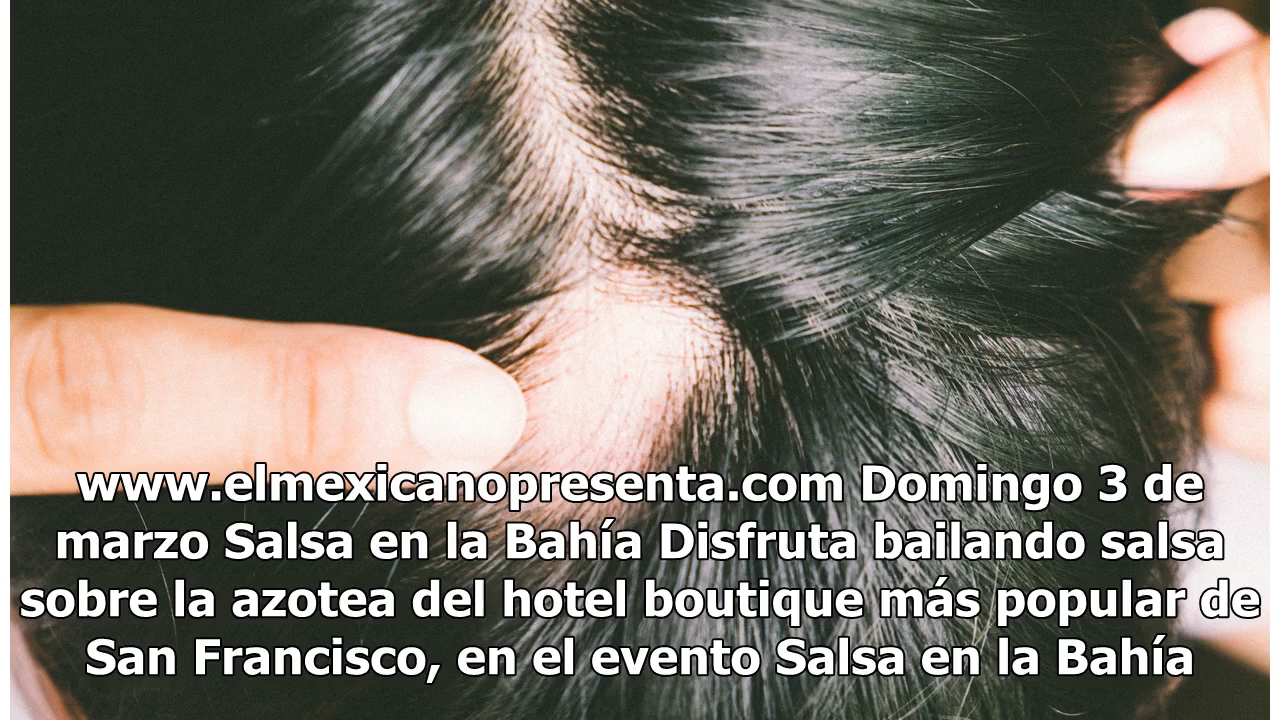 www.elmexicanopresenta.com Domingo 3 de
marzo Salsa en la Bahía Disfruta bailando salsa
sobre la azotea del hotel boutique más popular de
San Francisco, en el evento Salsa en la Bahía